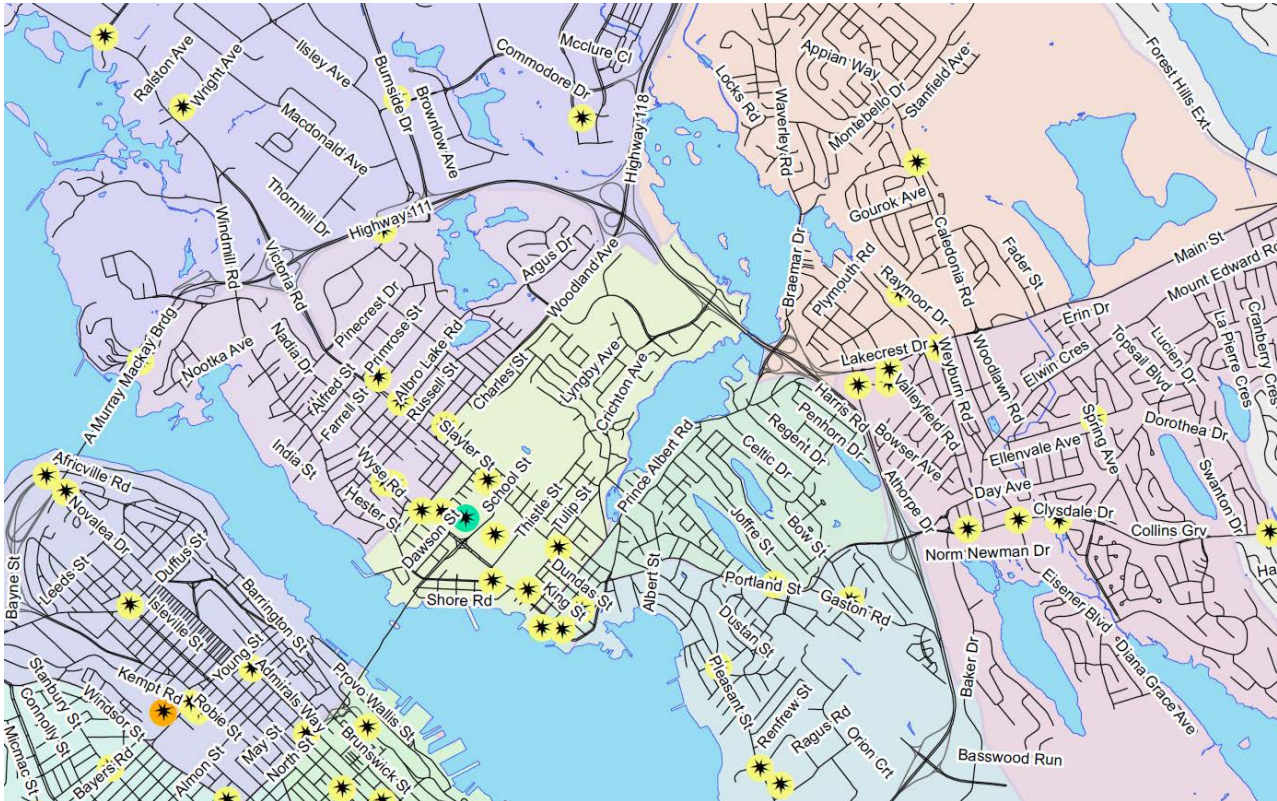 Ralston Ave
Wright Ave
Ilsley Ave
Burnside Dr
Brownlow Ave
Commodore Dr
Mcclure Cl
Highway 118
Locks Rd
Waverley Rd
Appian Way
Montebello Dr
Stanfield Ave
Forest Hills Ext
Macdonald Ave
Thornhill Dr
Highway 111
Windmill Rd
Victoria Rd
Gourok Ave
Caledonia Rd
Fader St
Main St
Mount Edward Rd
Argus Dr
Woodland Ave
Braemar Dr
Plymouth Rd
Raymoor Dr
Erin Dr
A Murray Mackay Brdg
Nootka Ave
Nadia Dr
Pinecrest Dr
Primrose St
Albro Lake Rd
Alfred St
Farrell St
Russell St
Charles St
Lyngby Ave
Crichton Ave
Lakecrest Dr
Weyburn Rd
Woodlawn Rd
Elwin Cres
Topsail Blvd
Lucien Dr
La Pierre Cres
Cranberry Cres
Harris Rd
Valleyfield Rd
Penhorn Dr
Regent Dr
Celtic Dr
Bowser Ave
Spring Ave
Dorothea Dr
Ellenvale Ave
Prince Albert Rd
Slayter St
India St
Wyse Rd
Hester St
School St
Thistle St
Tulip St
Africville Rd
Novalea Dr
Day Ave
Athorpe Dr
Swanton Dr
Clysdale Dr
Collins Grv
Norm Newman Dr
Joffre St
Bow St
Dawson St
Dundas St
King St
Shore Rd
Albert St
Portland St
Gaston Rd
Eisener Blvd
Diana Grace Ave
Ha
Bayne St
Leeds St
Duffus St
Isleville St
Barrington St
Young St
Admirals Way
Provo Wallis St
Dustan St
Pleasant St
Renfrew St
Ragus Rd
Orion Crt
Baker Dr
Basswood Run
Stanbury St
Kempt Rd
Robie St
Connolly St
Windsor St
Micmac St
Bayers Rd
Almon St
May St
North St
Brunswick St